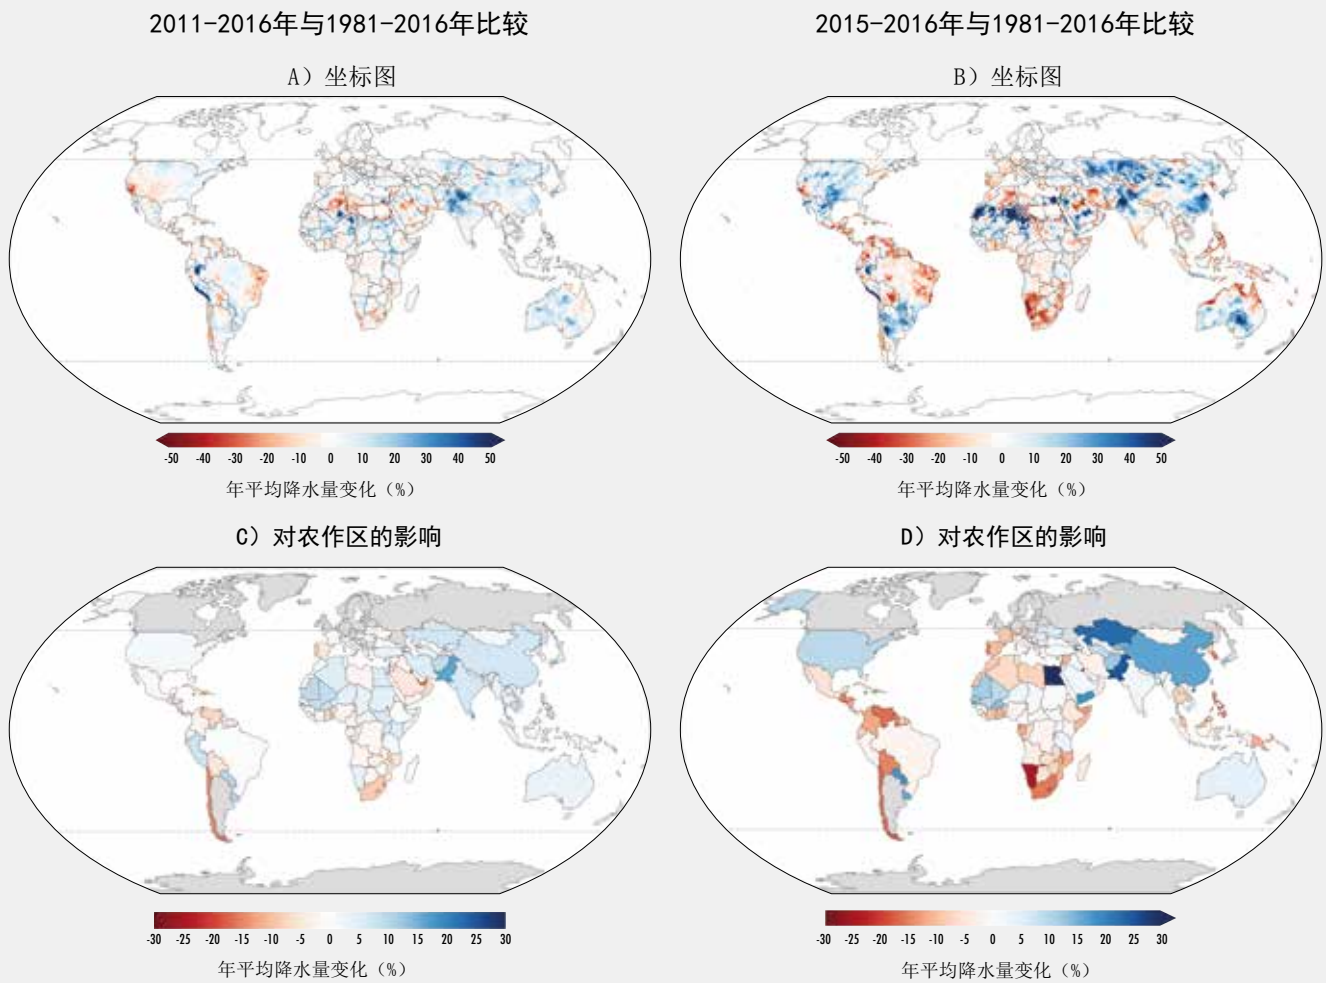 2011-2016年与1981-2016年比较
2015-2016年与1981-2016年比较
A）坐标图
B）坐标图
-50 -40 -30 -20 -10 0 10 20 30 40 50
-50 -40 -30 -20 -10 0 10 20 30 40 50
年平均降水量变化（%）
年平均降水量变化（%）
C）对农作区的影响
D）对农作区的影响
-30 -25 -20 -15 -10 -5 0 5 10 15 20 25 30
-30 -25 -20 -15 -10 -5 0 5 10 15 20 25 30
年平均降水量变化（%）
年平均降水量变化（%）